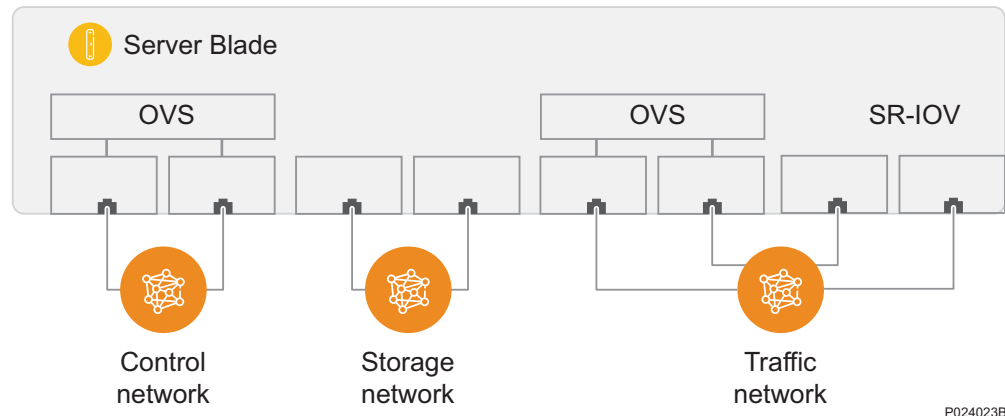 Server Blade
OVS
OVS
SR-IOV
Control
network
Storage
network
Traffic
network
P024023B